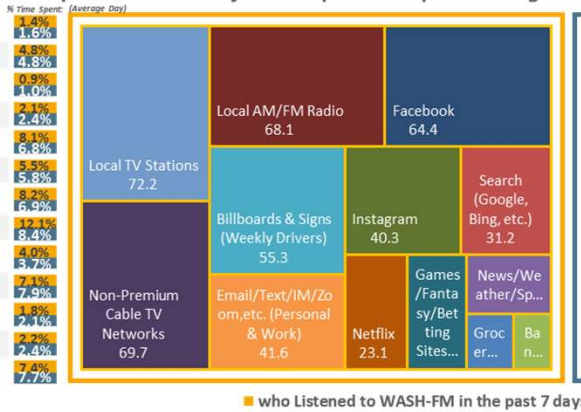 % Time Spent: (Average Day)
1.4%
1.6%
4.8%
4.8%
0.9%
1.0%
2.1%
2.4%
8.1%
6.8%
5.5%
5.8%
8.2%
6.9%
12.1%
8.4%
4.0%
3.7%
7.1%
7.9%
1.8%
2.1%
2.2%
2.4%
7.4%
7.7%
Local TV Stations
72.2
Non-Premium
Cable TV
Networks
69.7
Local AM/FM Radio
68.1
Facebook
64.4
Billboards & Signs
(Weekly Drivers)
55.3
Email/Text/IM/Zo
om,etc. (Personal
& Work)
41.6
Instagram
40.3
Search
(Google,
Bing, etc.)
31.2
Netflix
23.1
Games
/Fanta
sy/Bet
ting
Sites...
News/We
ather/Sp...
Groc
er...
Ba
n...
who Listened to WASH-FM in the past 7 day